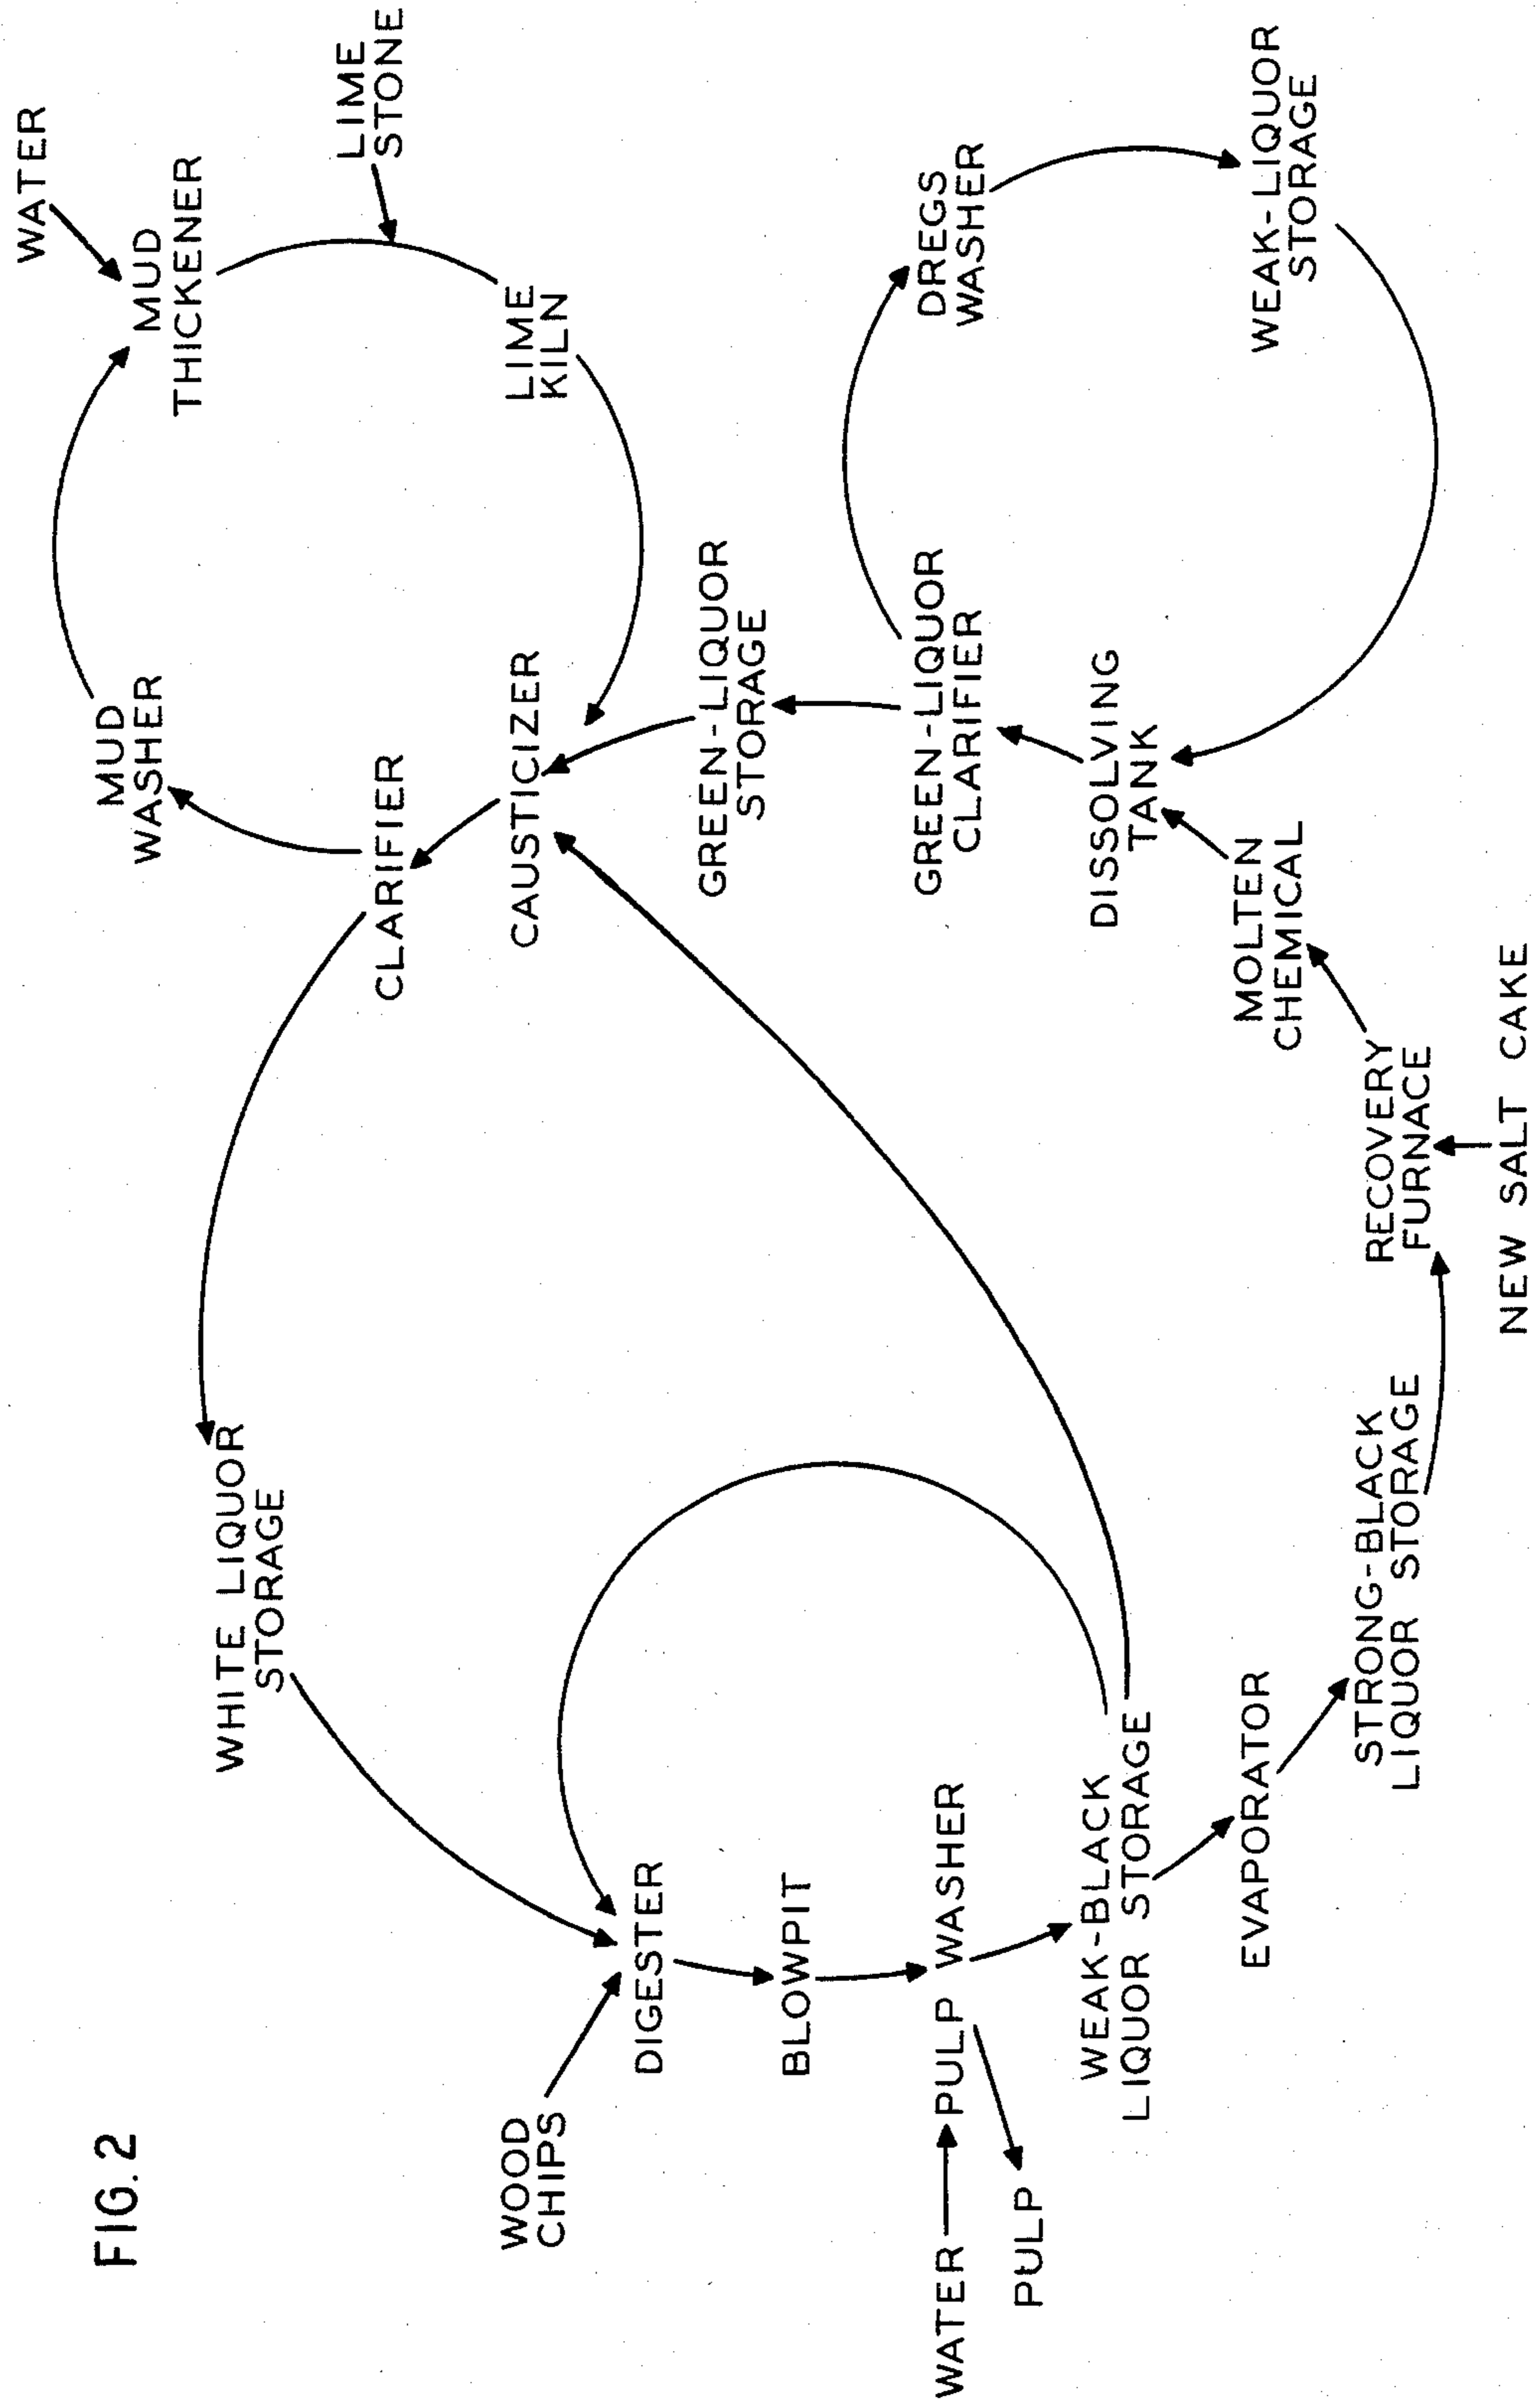 FIG. 2
WATER
MUD
THICKENER
LIME
STONE
MUD
WASHER
LIME
KILN
CLARIFIER
CAUSTICIZER
WHITE LIQUOR
STORAGE
GREEN-LIQUOR
STORAGE
DREGS
WASHER
GREEN-LIQUOR
CLARIFIER
WEAK-LIQUOR
STORAGE
DISSOLVING
TANK
MOLTEN
CHEMICAL
WOOD
CHIPS
DIGESTER
BLOWPIT
WATER
PULP WASHER
PULP
WEAK-BLACK
LIQUOR STORAGE
EVAPORATOR
STRONG-BLACK
LIQUOR STORAGE
RECOVERY
FURNACE
NEW SALT CAKE